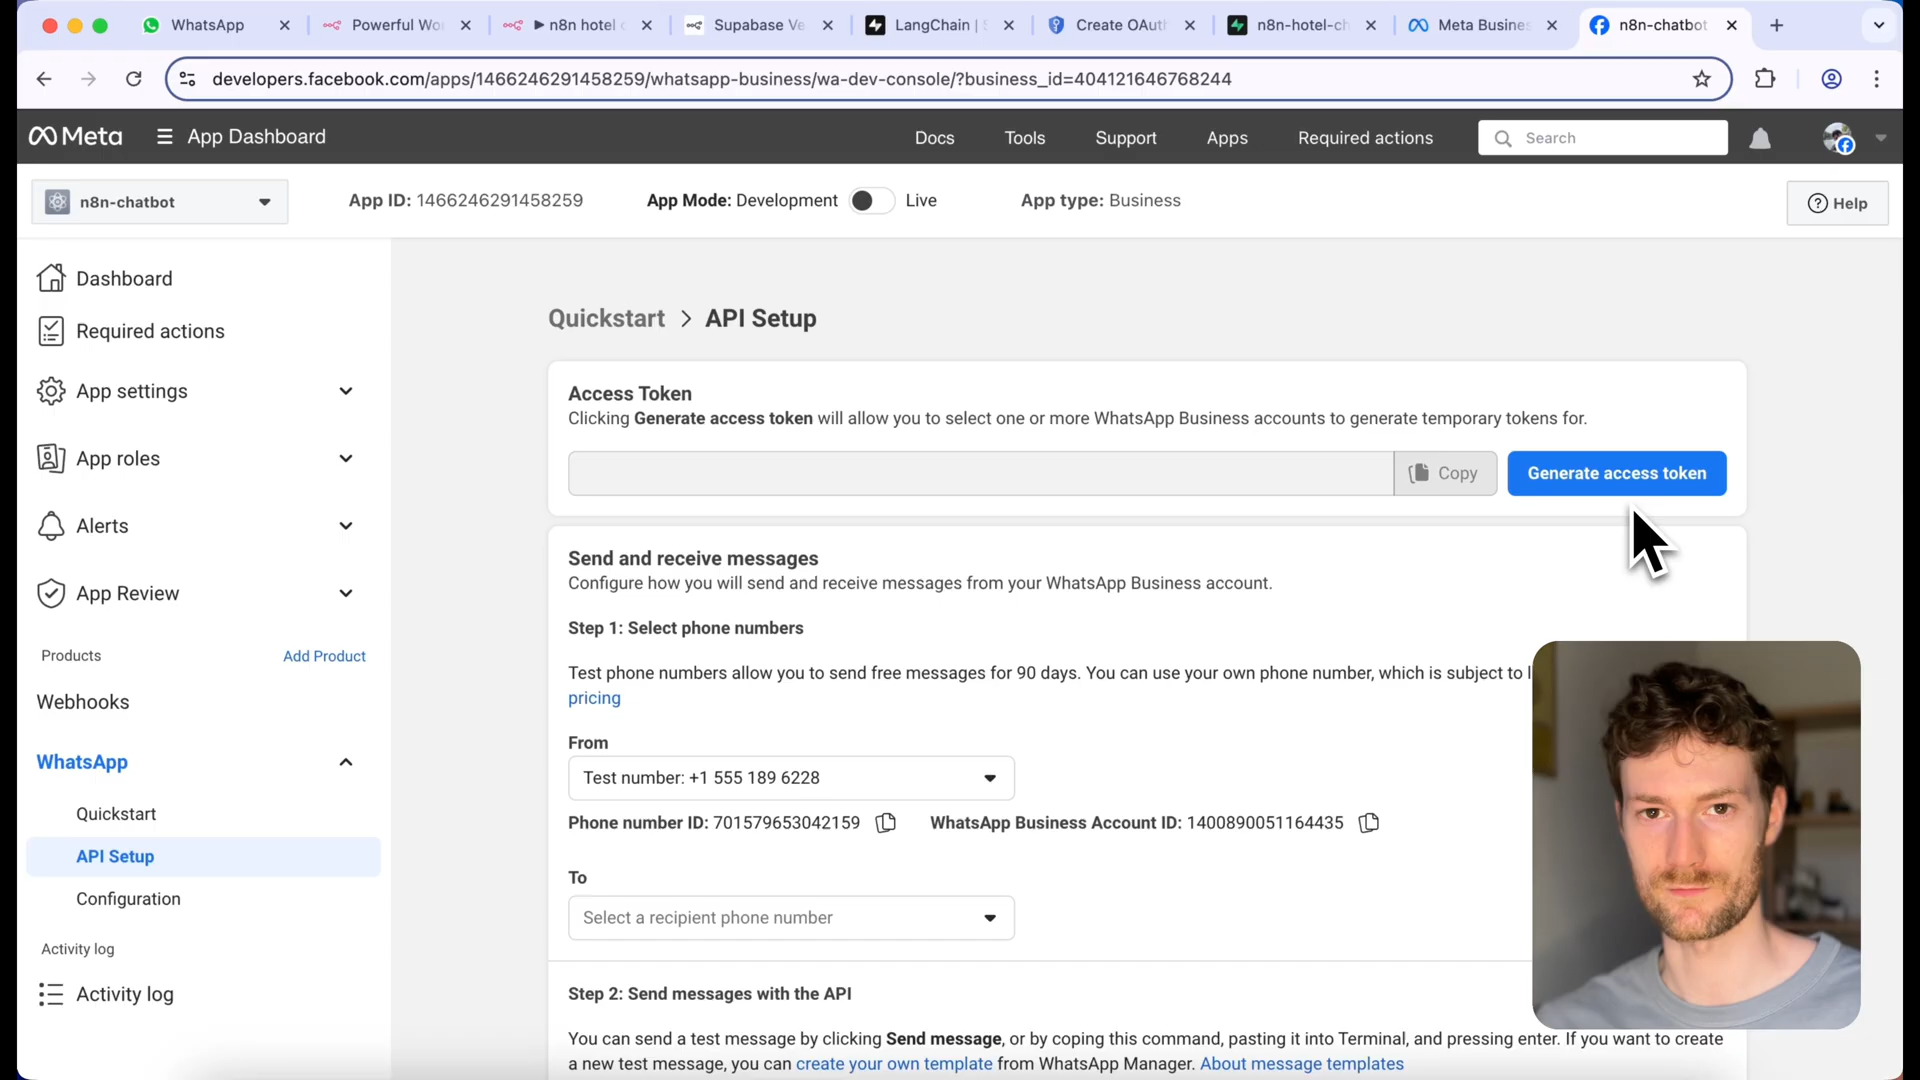 WhatsApp
Powerful Wo
n8n hotel
Supabase Ve
LangChain |
Create OAut
n8n-hotel-ch
Meta Busine
n8n-chatbot
developers.facebook.com/apps/1466246291458259/whatsapp-business/wa-dev-console/?business_id=404121646768244
Meta
App Dashboard
Docs
Tools
Support
Apps
Required actions
Search
n8n-chatbot
App ID: 1466246291458259
App Mode: Development
Live
App type: Business
Help
Dashboard
Required actions
App settings
App roles
Alerts
App Review
Products
Add Product
Webhooks
WhatsApp
Quickstart
API Setup
Configuration
Activity log
Activity log
Quickstart > API Setup
Access Token
Clicking Generate access token will allow you to select one or more WhatsApp Business accounts to generate temporary tokens for.
Copy
Generate access token
Send and receive messages
Configure how you will send and receive messages from your WhatsApp Business account.
Step 1: Select phone numbers
Test phone numbers allow you to send free messages for 90 days. You can use your own phone number, which is subject to
pricing
From
Test number: +1 555 189 6228
Phone number ID: 701579653042159
WhatsApp Business Account ID: 1400890051164435
To
Select a recipient phone number
Step 2: Send messages with the API
You can send a test message by clicking Send message, or by coping this command, pasting it into Terminal, and pressing enter. If you want to create
a new test message, you can create your own template from WhatsApp Manager. About message templates